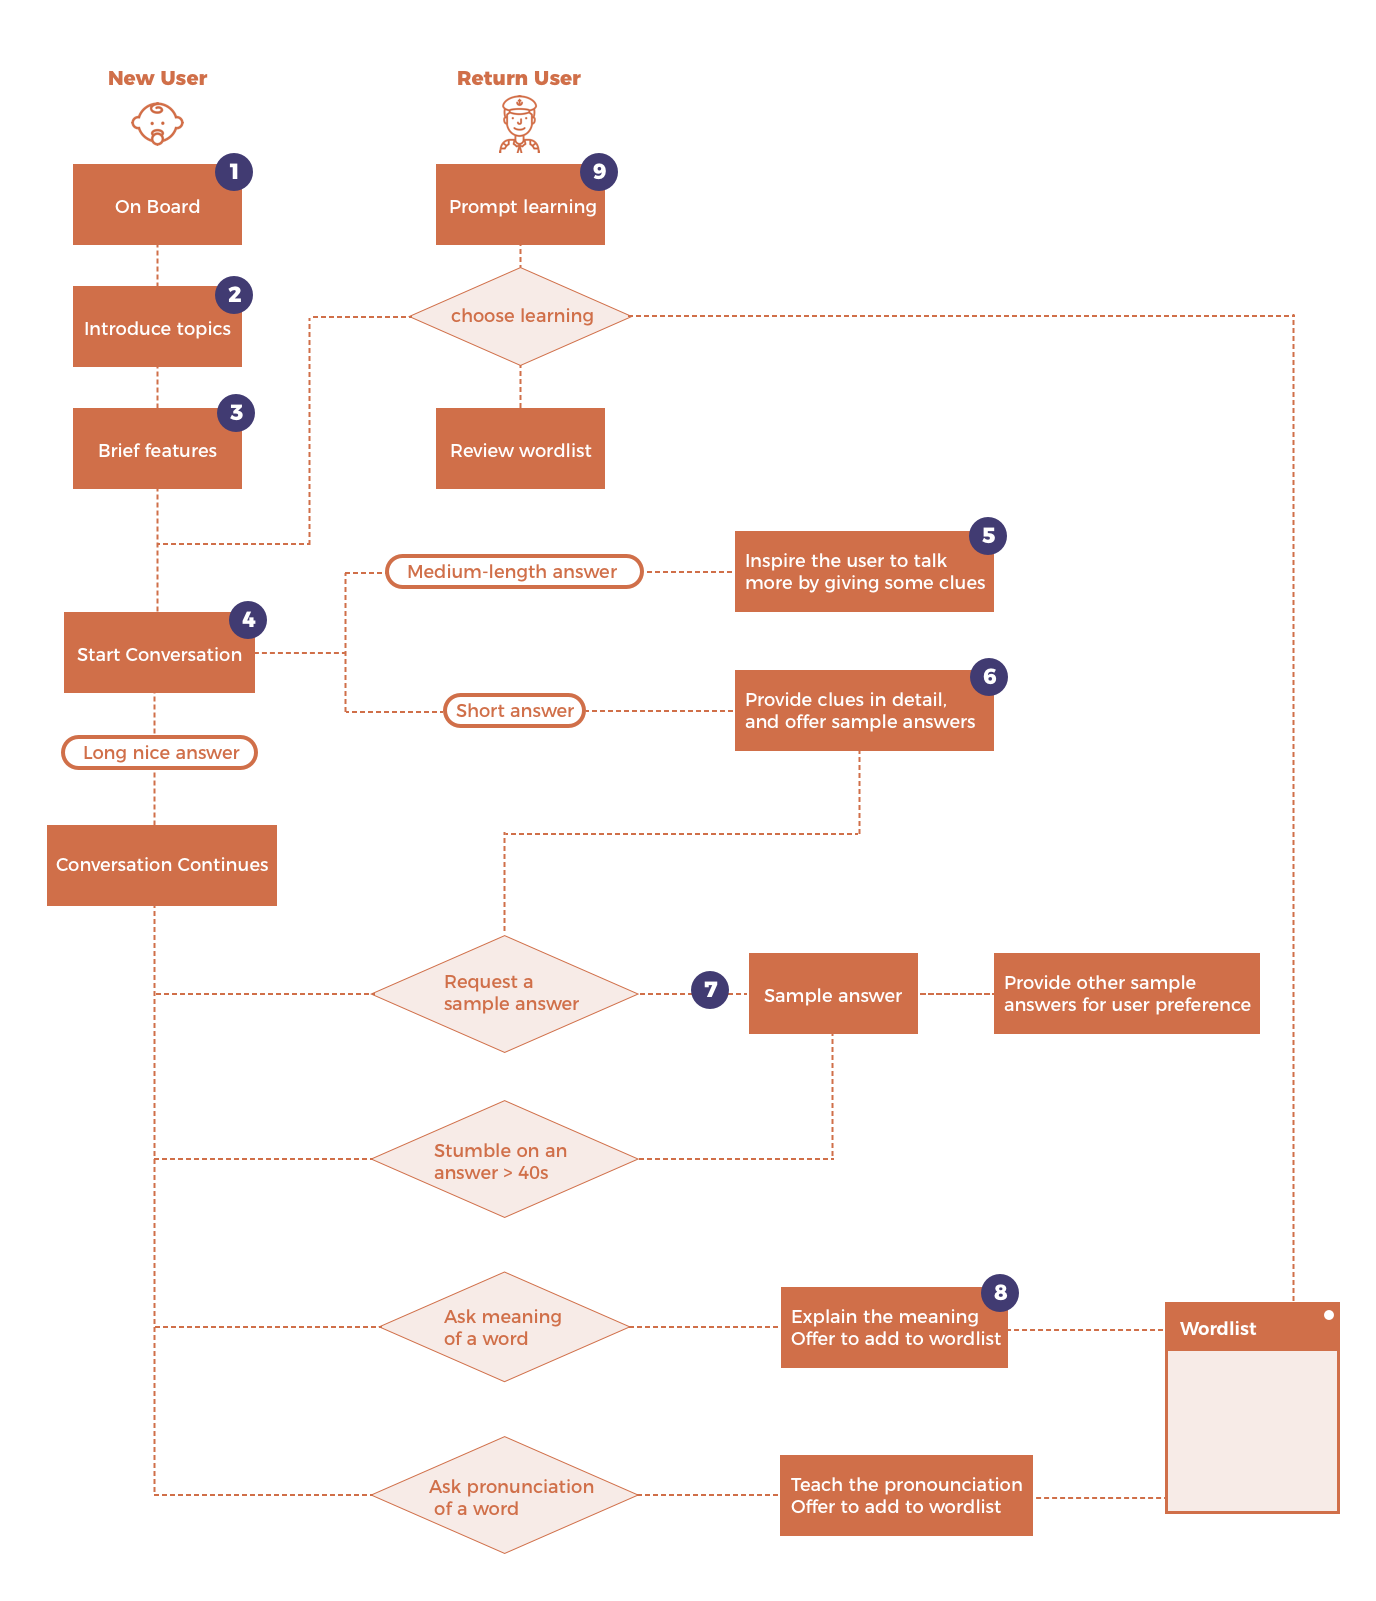 New User
Return User
1
On Board
9
Prompt learning
2
Introduce topics
choose learning
3
Brief features
Review wordlist
5
Inspire the user to talk
more by giving some clues
Medium-length answer
4
Start Conversation
6
Provide clues in detail,
and offer sample answers
Short answer
Long nice answer
Conversation Continues
Request a
sample answer
7
Sample answer
Provide other sample
answers for user preference
Stumble on an
answer > 40s
Ask meaning
of a word
8
Explain the meaning
Offer to add to wordlist
Wordlist
Ask pronunciation
of a word
Teach the pronounciation
Offer to add to wordlist